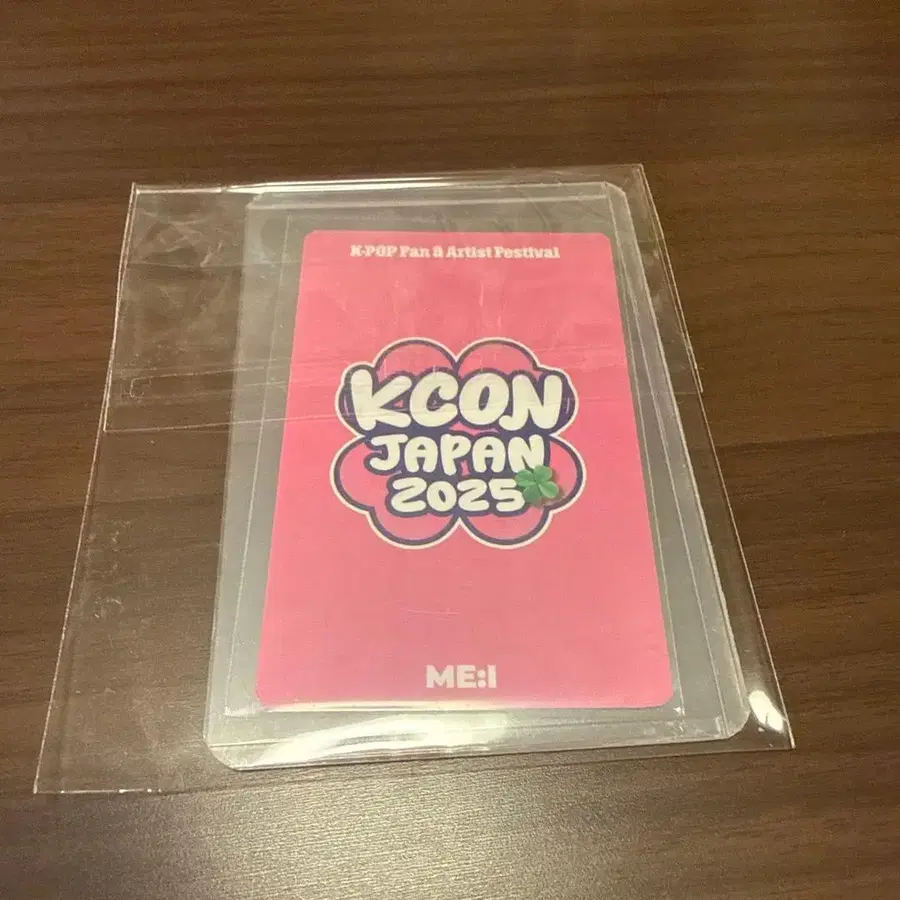 K-POP Fan & Artist Festival
KCON
JAPAN
2025
ME:I